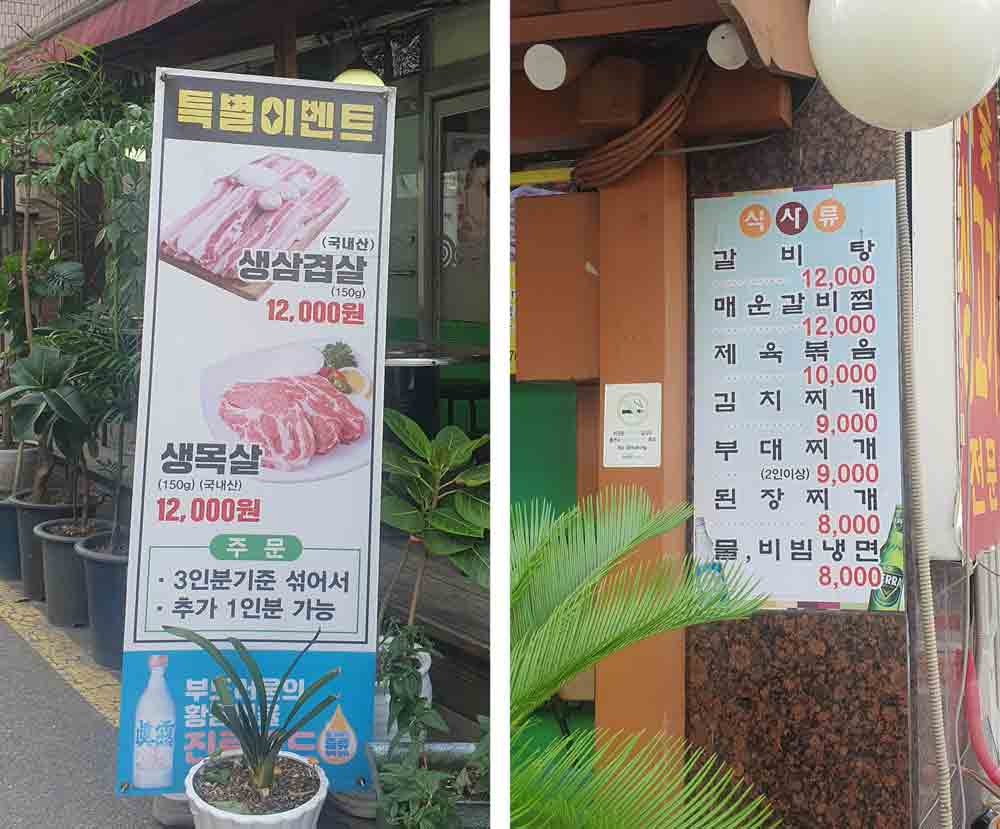 특별이벤트
(국내산)
생삼겹살
(150g)
12,000원
생목살
(150g) (국내산)
12,000원
주문
· 3인분기준 섞어서
· 추가 1인분 가능
식사류
갈비탕
12,000
매운갈비찜
12,000
제육볶음
10,000
김치찌개
9,000
부대찌개
(2인이상) 9,000
된장찌개
8,000
물,비빔냉면
8,000
No Smoking
전문